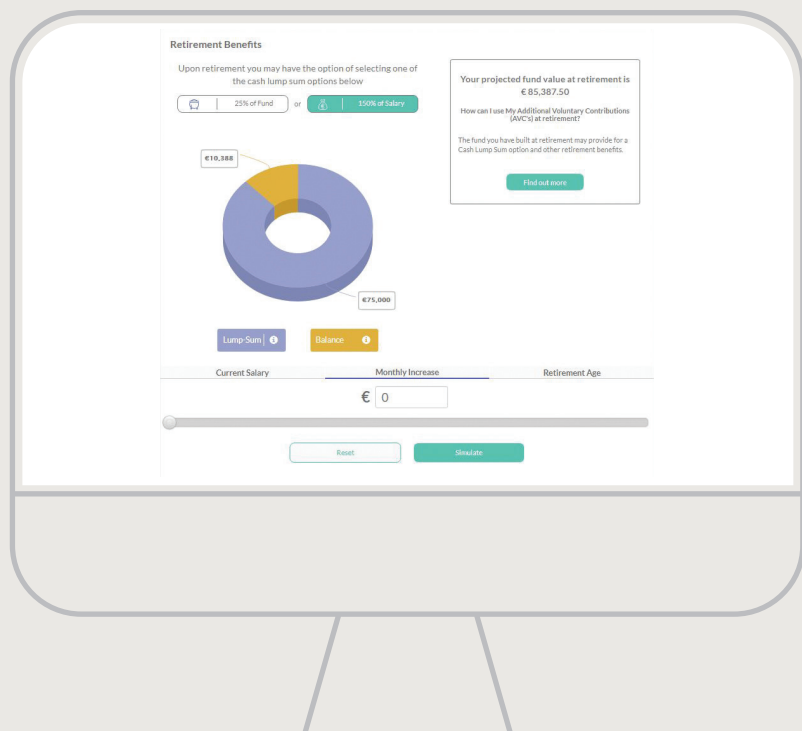 Retirement Benefits
Upon retirement you may have the option of selecting one of
the cash lump sum options below
25% of Fund or 150% of Salary
Your projected fund value at retirement is
€ 85,387.50
How can I use My Additional Voluntary Contributions
(AVC's) at retirement?
The fund you have built at retirement may provide for a
Cash Lump Sum option and other retirement benefits.
Find out more
€10,388
€75,000
Lump-Sum
Balance
Current Salary Monthly Increase Retirement Age
€ 0
Reset Simulate